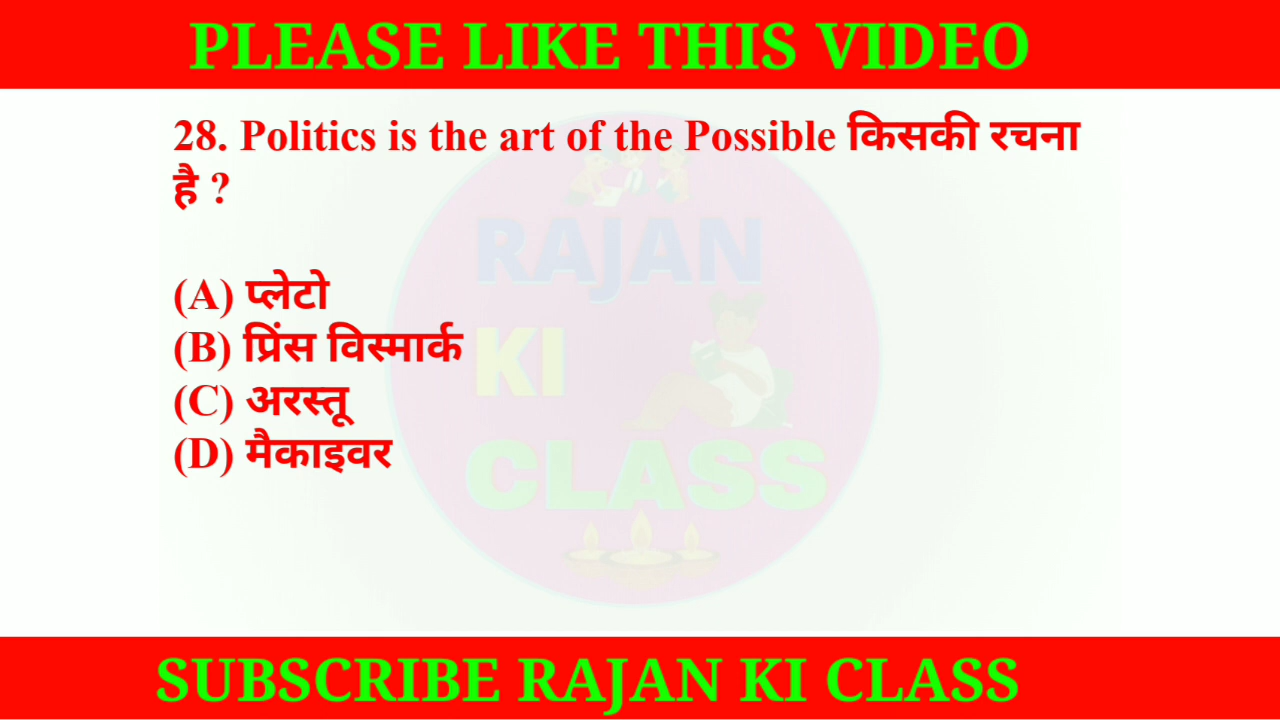 PLEASE LIKE THIS VIDEO
28. Politics is the art of the Possible किसकी रचना
है ?
(A) प्लेटो
(B) प्रिंस विस्मार्क
(C) अरस्तू
(D) मैकाइवर
RAJAN
KI
CLASS
SUBSCRIBE RAJAN KI CLASS